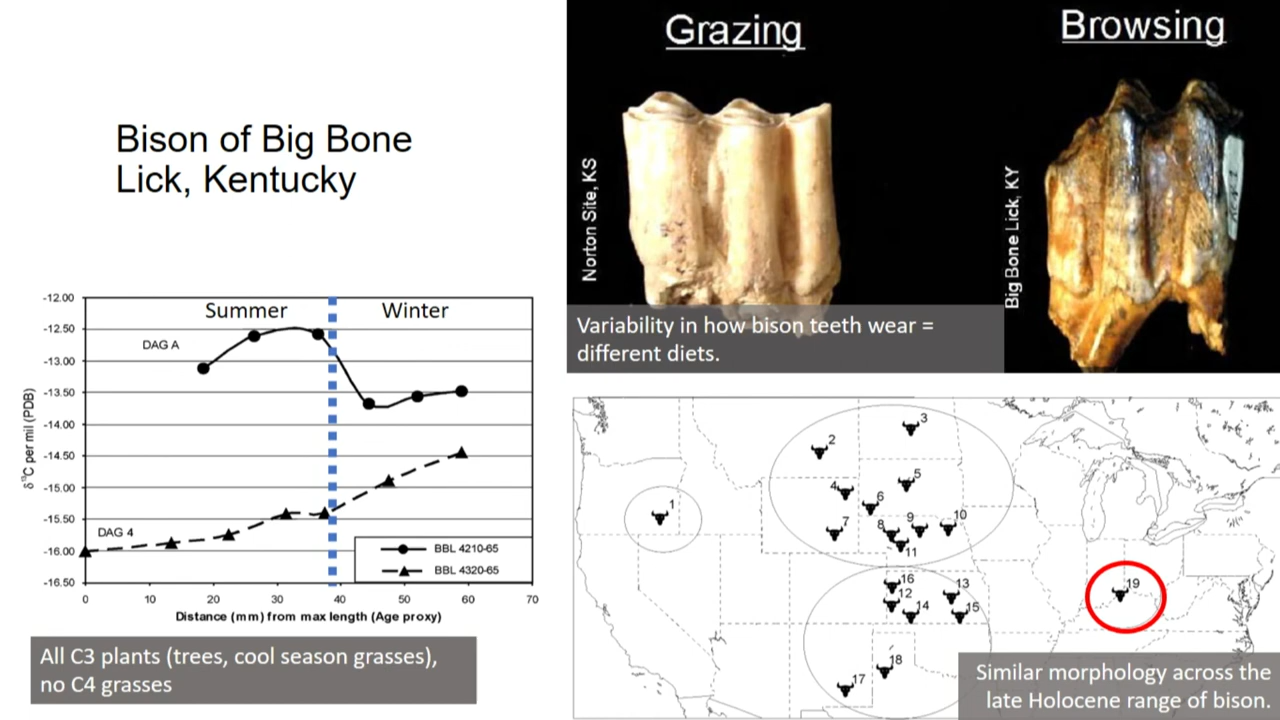 Bison of Big Bone
Lick, Kentucky
Grazing
Browsing
Norton Site, KS
Big Bone Lick, KY
Variability in how bison teeth wear =
different diets.
-12.00
-12.50
-13.00
-13.50
-14.00
-14.50
-15.00
-15.50
-16.00
-16.50
δ¹³C per mil (PDB)
Summer
Winter
DAG A
DAG 4
BBL 4210-65
BBL 4320-65
0 10 20 30 40 50 60 70
Distance (mm) from max length (Age proxy)
All C3 plants (trees, cool season grasses),
no C4 grasses
3
2
5
4
6
1
7
8
9
10
11
16
13
12
14
15
19
18
17
Similar morphology across the
late Holocene range of bison.